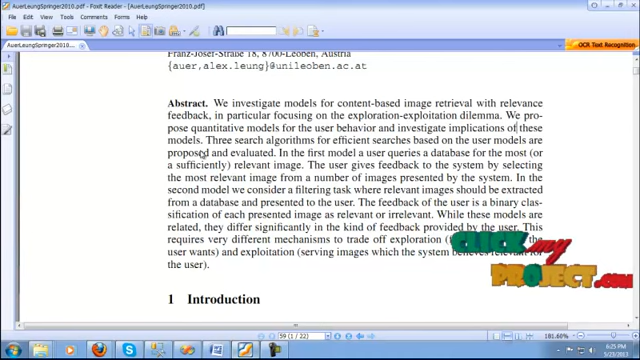 AuerLeungSpringer2010.pdf - Foxit Reader
File Edit View Comments Forms Tools Share Help
AuerLeungSpringer2010.pdf
OCR Text Recognition
Franz-Josef-Straße 18, 8700-Leoben, Austria
{auer,alex.leung}@unileoben.ac.at
Abstract. We investigate models for content-based image retrieval with relevance
feedback, in particular focusing on the exploration-exploitation dilemma. We pro-
pose quantitative models for the user behavior and investigate implications of these
models. Three search algorithms for efficient searches based on the user models are
proposed and evaluated. In the first model a user queries a database for the most (or
a sufficiently) relevant image. The user gives feedback to the system by selecting
the most relevant image from a number of images presented by the system. In the
second model we consider a filtering task where relevant images should be extracted
from a database and presented to the user. The feedback of the user is a binary clas-
sification of each presented image as relevant or irrelevant. While these models are
related, they differ significantly in the kind of feedback provided by the user. This
requires very different mechanisms to trade off exploration the
user wants) and exploitation (serving images which the system believes relevant for
the user).
CLICK my
PROJECT.com
1 Introduction
59 (1 / 22)
181.60%
6:25 PM